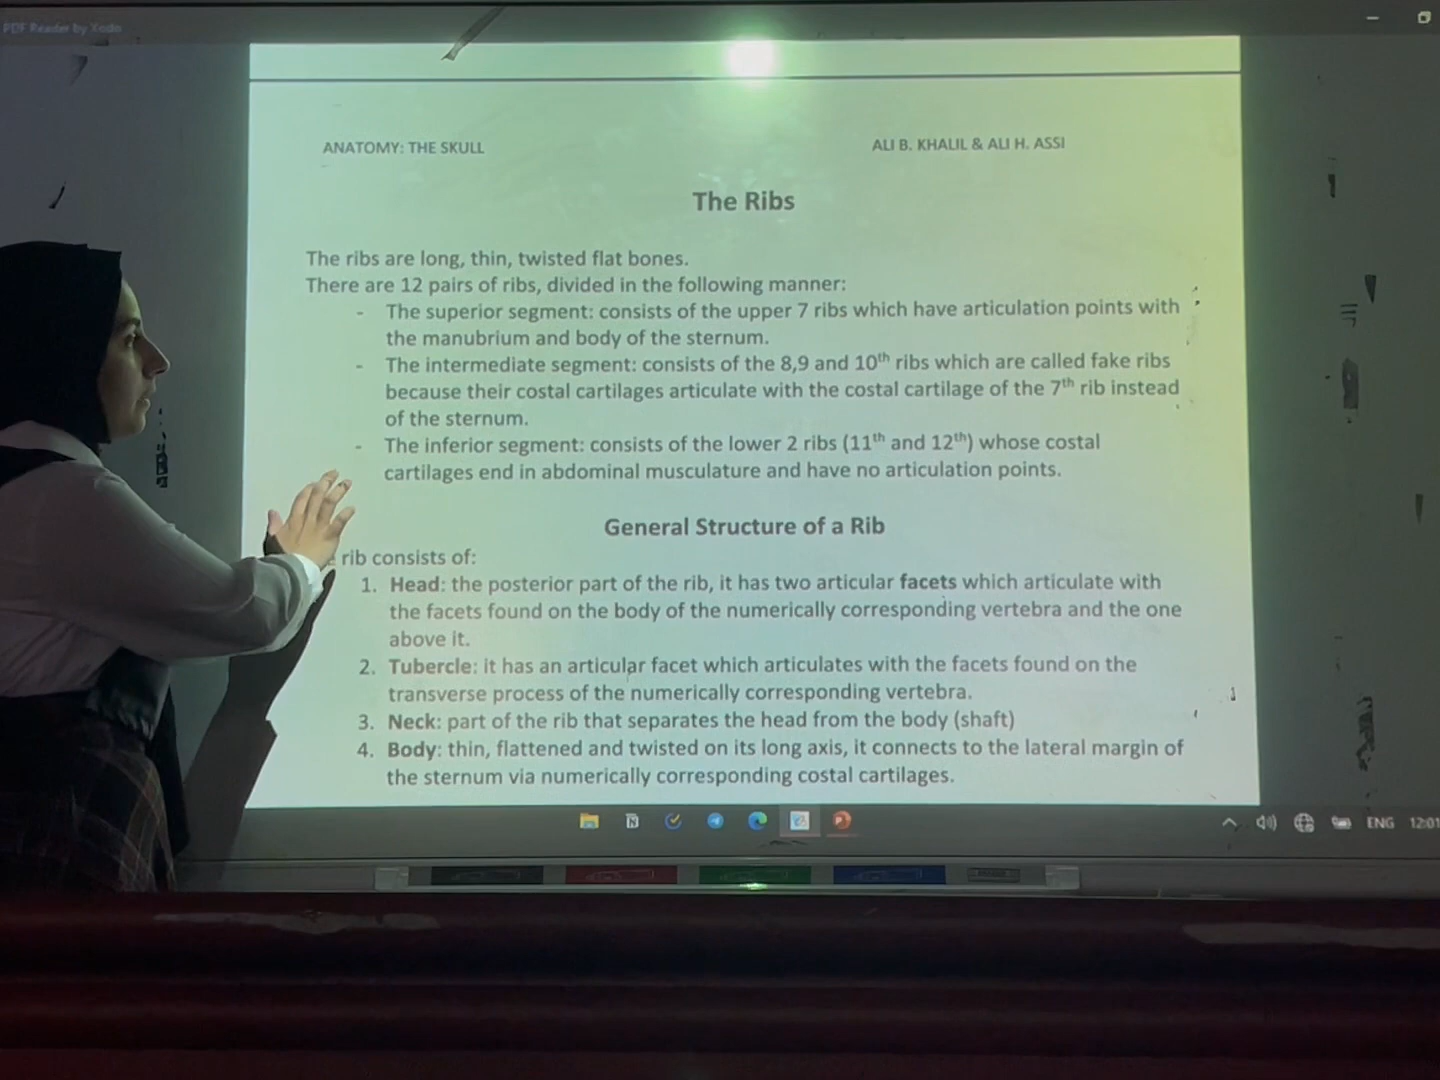 PDF Reader by Xodo
ANATOMY: THE SKULL
ALI B. KHALIL & ALI H. ASSI
The Ribs
The ribs are long, thin, twisted flat bones.
There are 12 pairs of ribs, divided in the following manner:
- The superior segment: consists of the upper 7 ribs which have articulation points with
the manubrium and body of the sternum.
- The intermediate segment: consists of the 8,9 and 10th ribs which are called fake ribs
because their costal cartilages articulate with the costal cartilage of the 7th rib instead
of the sternum.
- The inferior segment: consists of the lower 2 ribs (11th and 12th) whose costal
cartilages end in abdominal musculature and have no articulation points.
General Structure of a Rib
rib consists of:
1. Head: the posterior part of the rib, it has two articular facets which articulate with
the facets found on the body of the numerically corresponding vertebra and the one
above it.
2. Tubercle: it has an articular facet which articulates with the facets found on the
transverse process of the numerically corresponding vertebra.
3. Neck: part of the rib that separates the head from the body (shaft)
4. Body: thin, flattened and twisted on its long axis, it connects to the lateral margin of
the sternum via numerically corresponding costal cartilages.
ENG 12:01